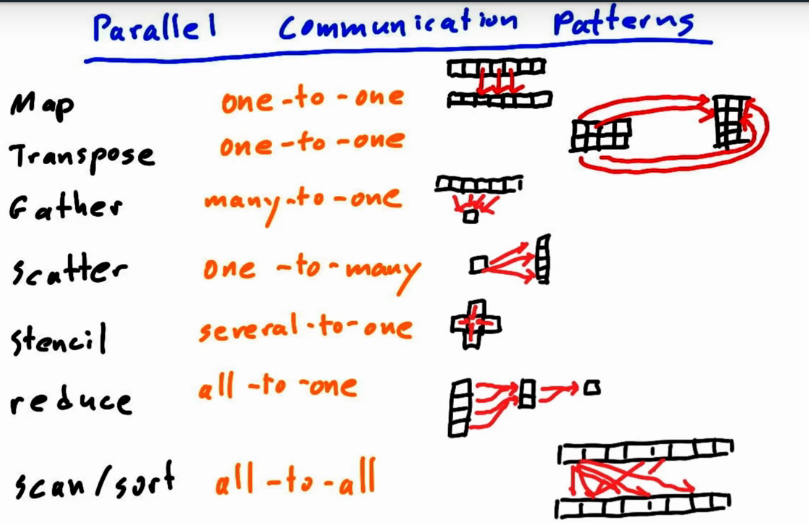 Parallel Communication Patterns
Map one-to-one
Transpose one-to-one
Gather many-to-one
Scatter one-to-many
Stencil several-to-one
reduce all-to-one
scan/sort all-to-all